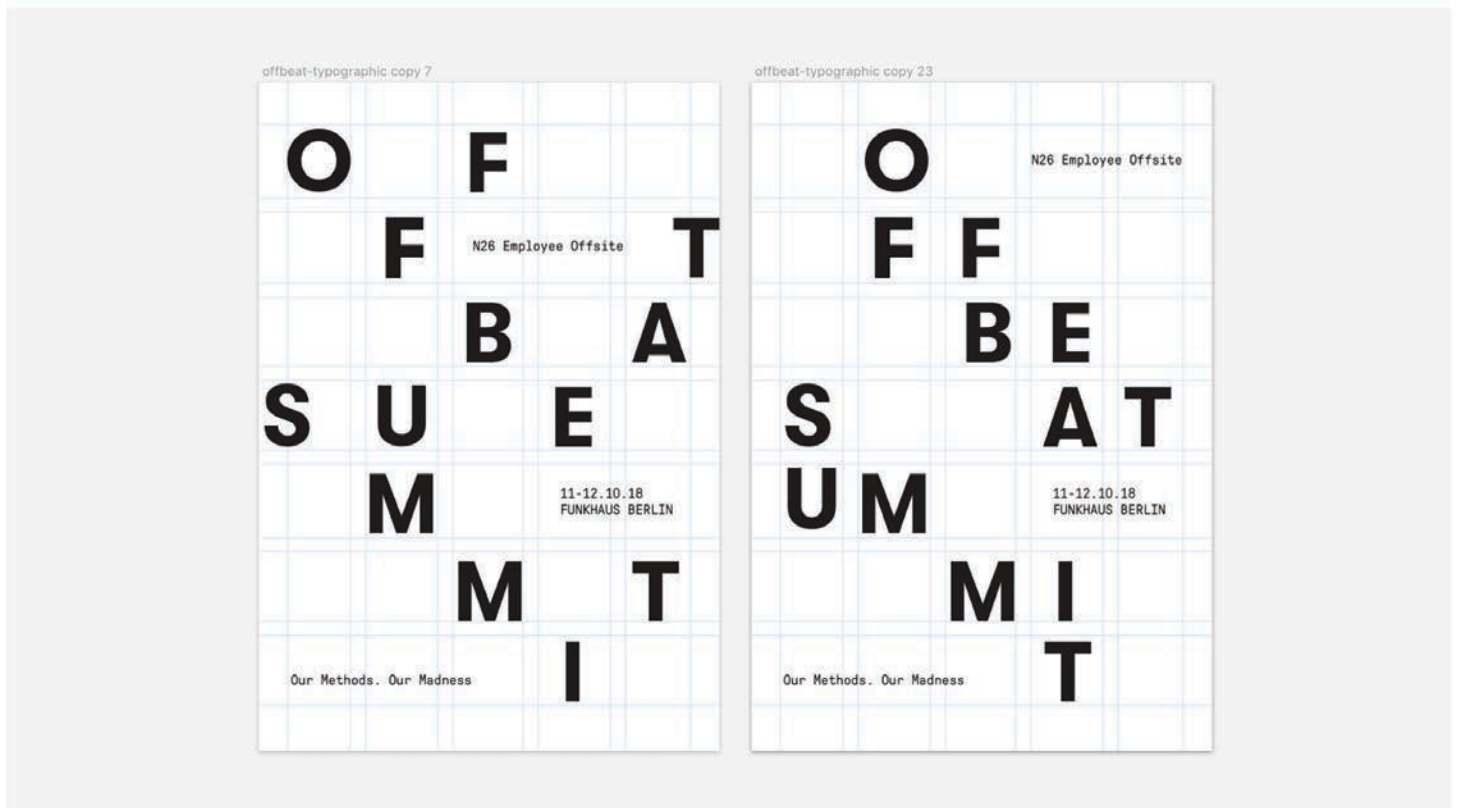 offbeat-typographic copy 7
O F
F N26 Employee Offsite T
B A
S U E
M 11-12.10.18
FUNKHAUS BERLIN
M T
Our Methods. Our Madness I
offbeat-typographic copy 23
O N26 Employee Offsite
F F
B E
S A T
U M 11-12.10.18
FUNKHAUS BERLIN
M I
Our Methods. Our Madness T